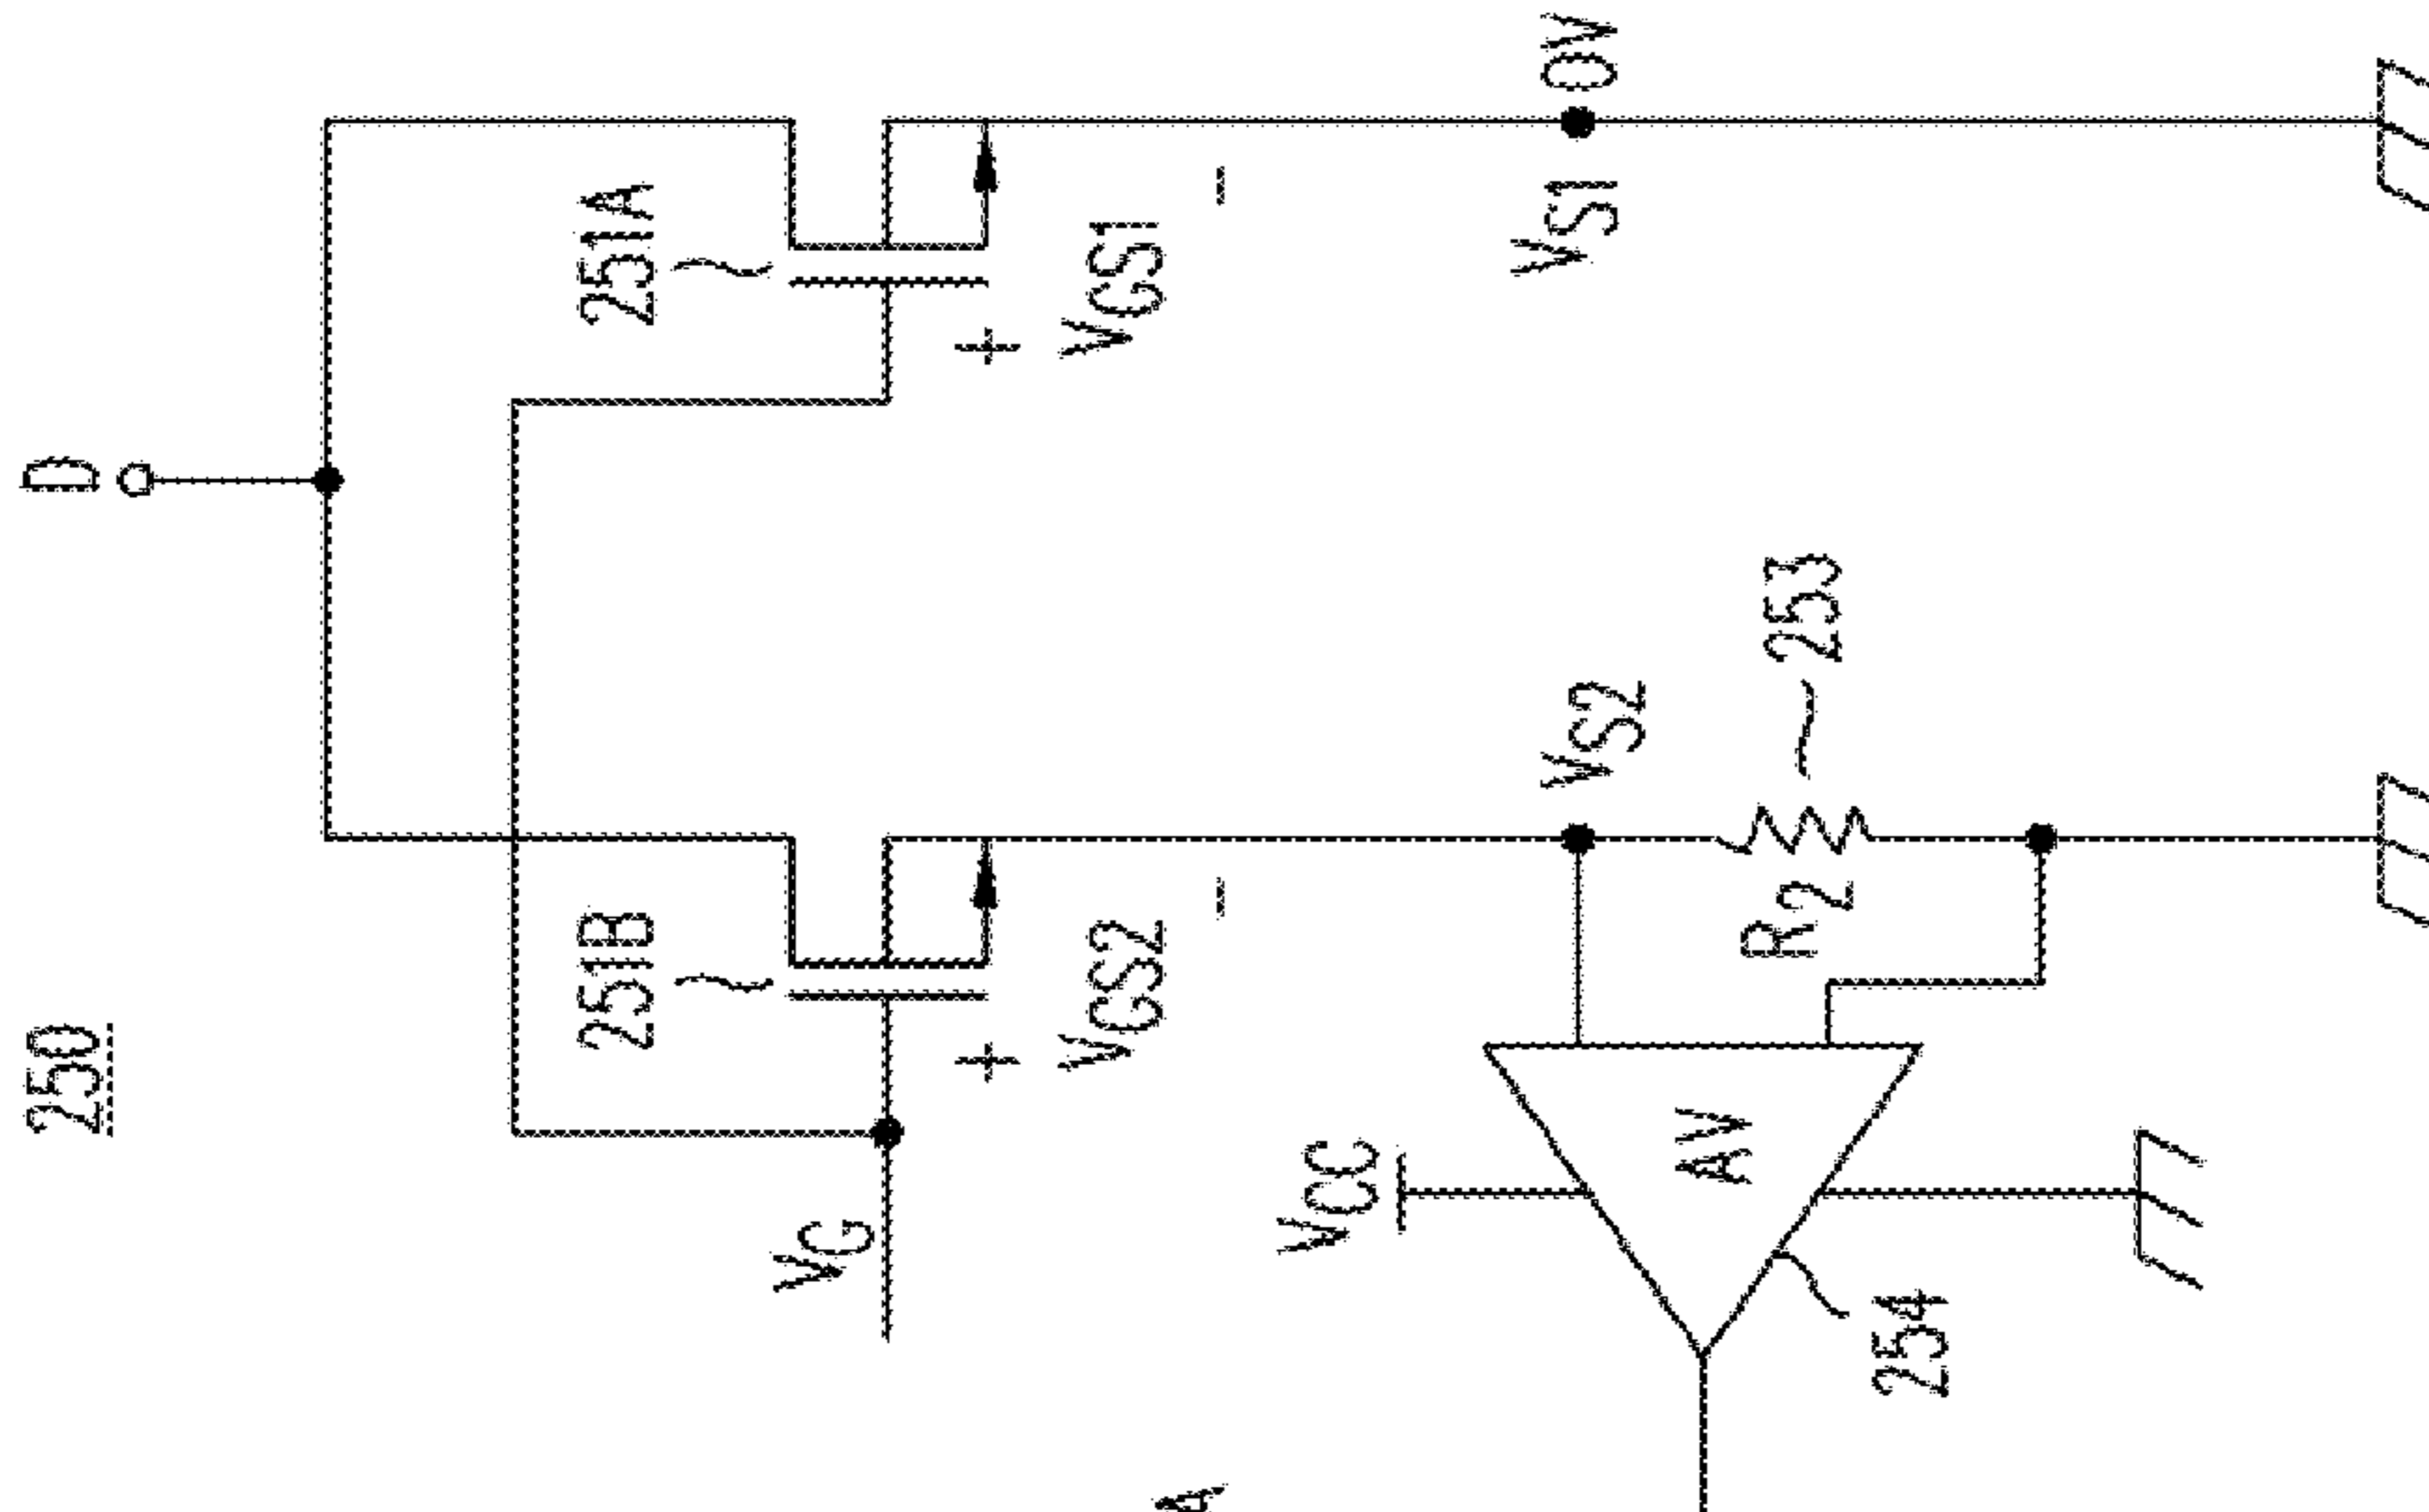 250
D
251B
251A
VG
+
VGS2
-
+
VGS1
-
VCC
AV
254
VS2
R2
253
VS1
0V
A